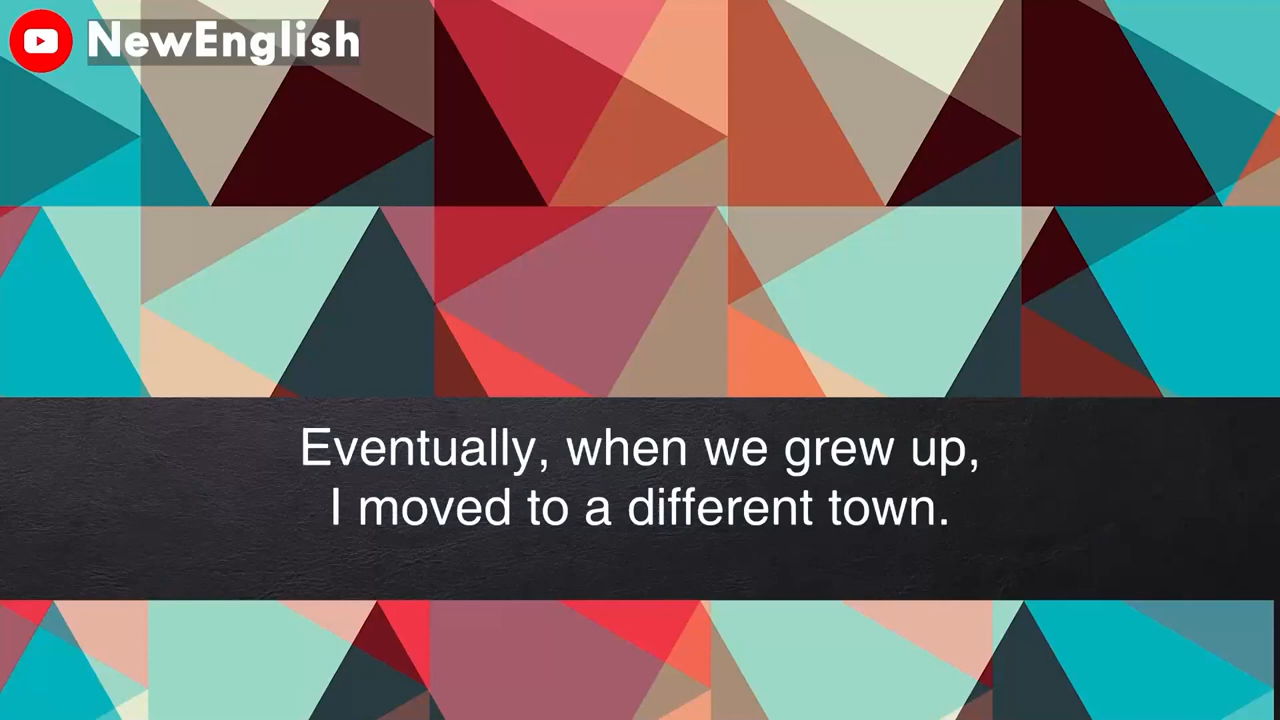 NewEnglish
Eventually, when we grew up,
I moved to a different town.